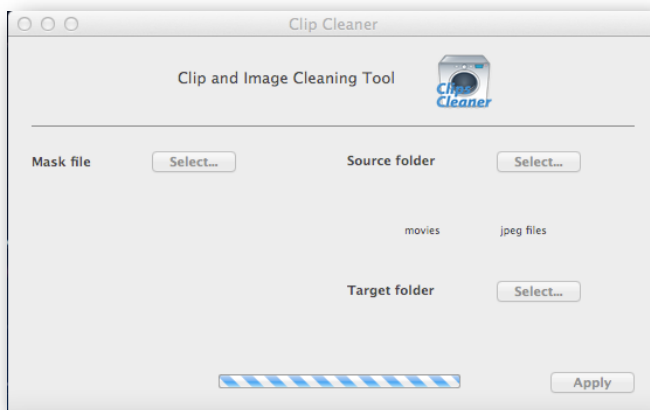 Clip Cleaner
Clip and Image Cleaning Tool
Clips
Cleaner
Mask file Select... Source folder Select...
movies jpeg files
Target folder Select...
Apply